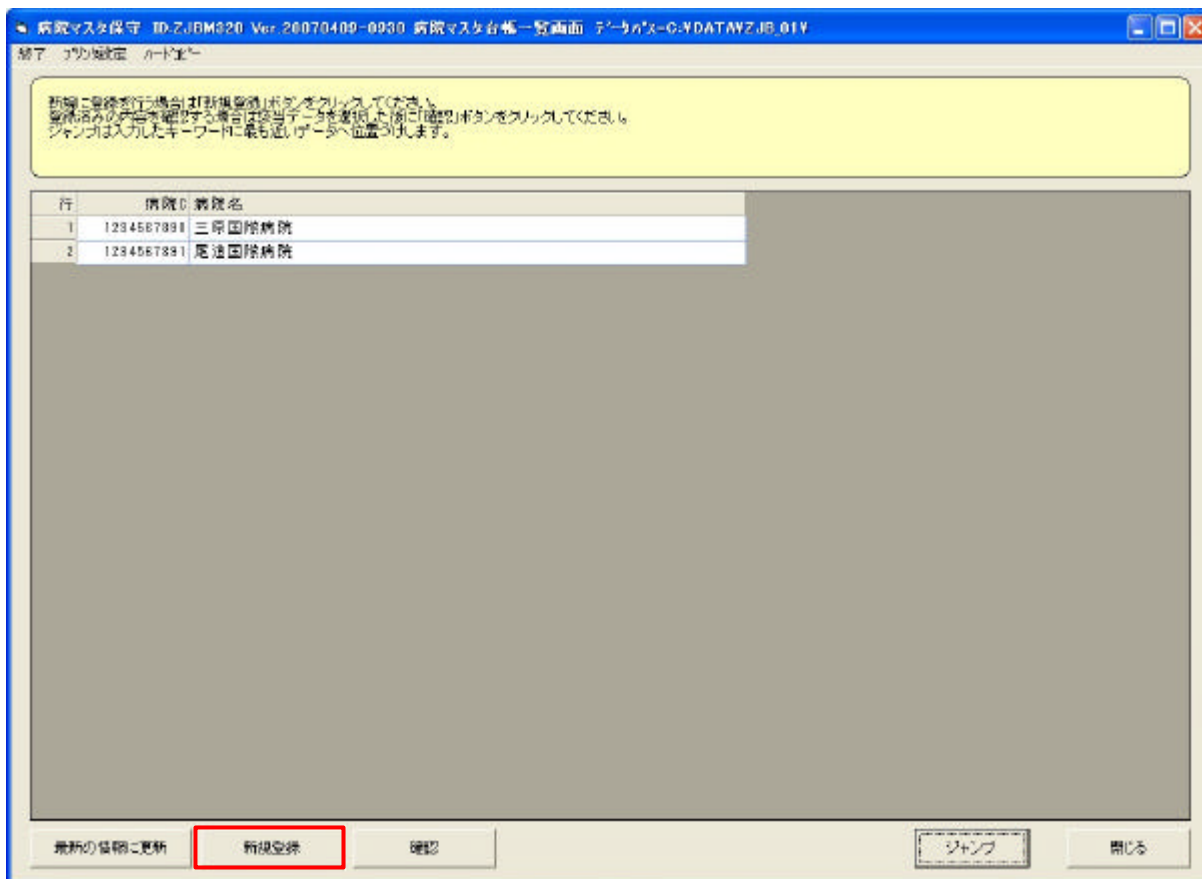 病院マスタ保守 ID:ZJBM320 Ver.20070409-0930 病院マスタ台帳一覧画面 ﾃﾞｰﾀﾊﾟｽ=C:¥DATA¥ZJB_01¥
終了 ﾌﾟﾘﾝﾀ設定 ﾊｰﾄﾞｺﾋﾟｰ
新規に登録を行う場合は「新規登録」ボタンをクリックしてください。
登録済みの内容を確認する場合は該当データを選択した後に「確認」ボタンをクリックしてください。
ジャンプは入力したキーワードに最も近いデータへ位置づけします。
行 病院C 病院名
1 三原国際病院
2 1234567891 尾道国際病院
最新の情報に更新 新規登録 確認 ジャンプ 閉じる